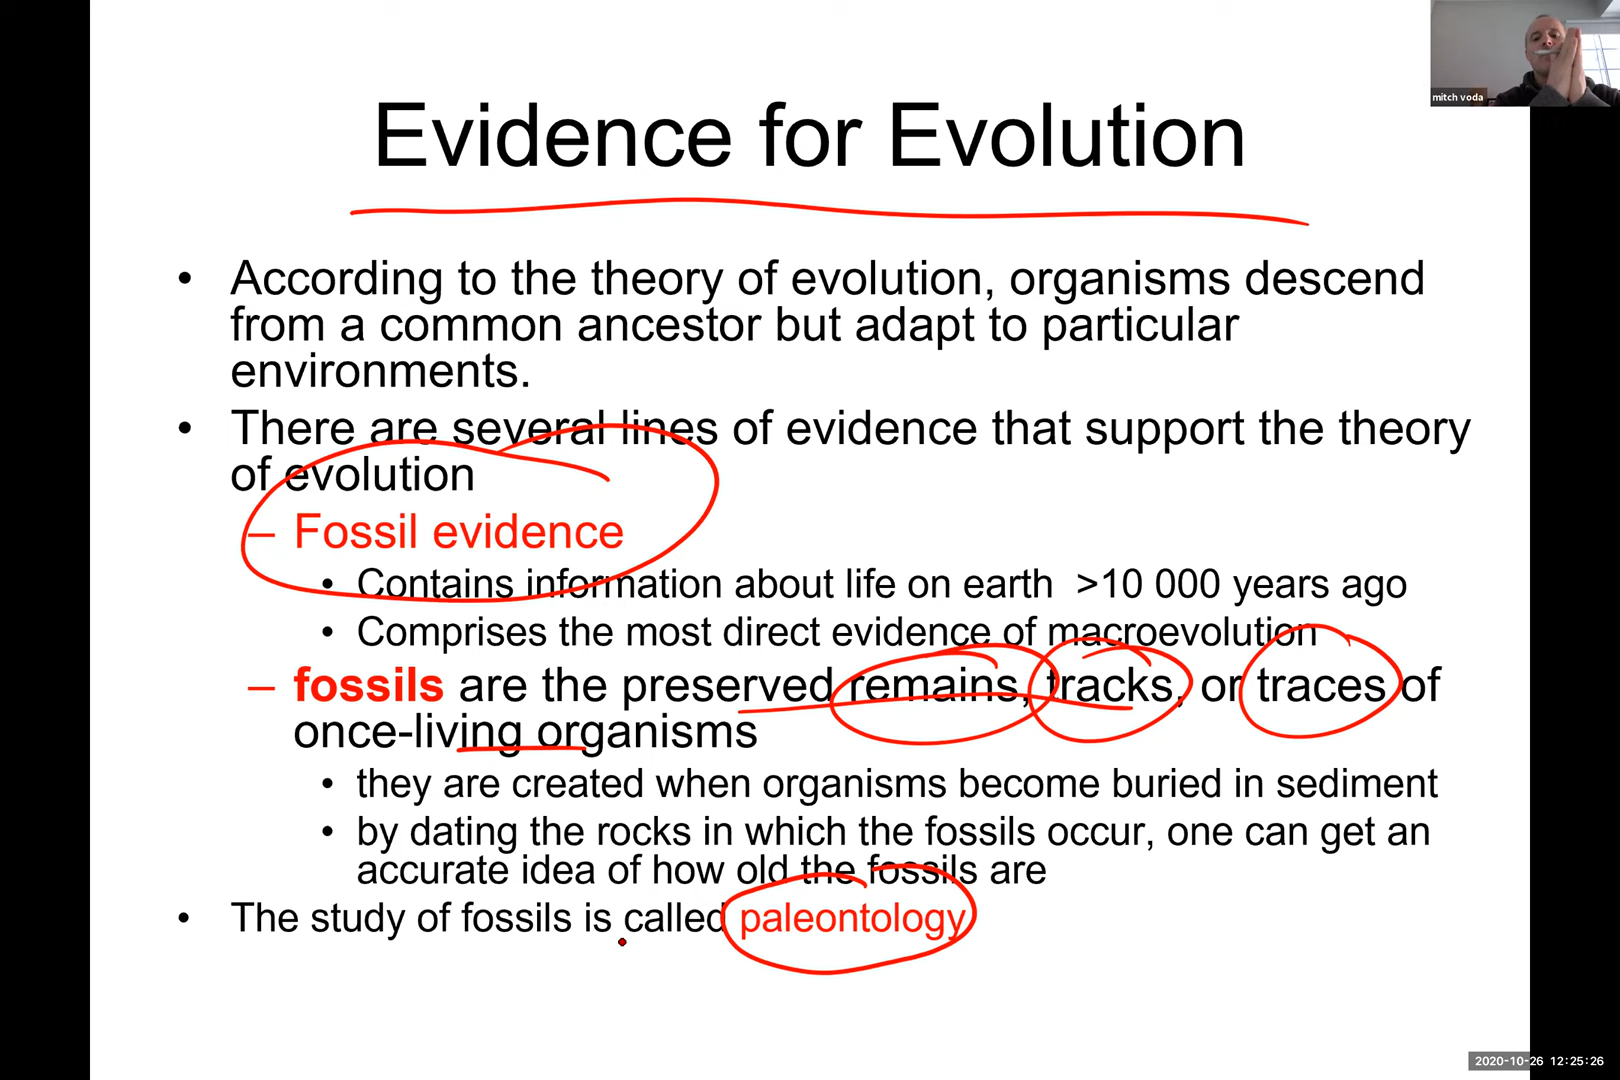 mitch voda
Evidence for Evolution
• According to the theory of evolution, organisms descend
from a common ancestor but adapt to particular
environments.
• There are several lines of evidence that support the theory
of evolution
– Fossil evidence
• Contains information about life on earth >10 000 years ago
• Comprises the most direct evidence of macroevolution
– fossils are the preserved remains, tracks, or traces of
once-living organisms
• they are created when organisms become buried in sediment
• by dating the rocks in which the fossils occur, one can get an
accurate idea of how old the fossils are
• The study of fossils is called paleontology
2020-10-26 12:25:26